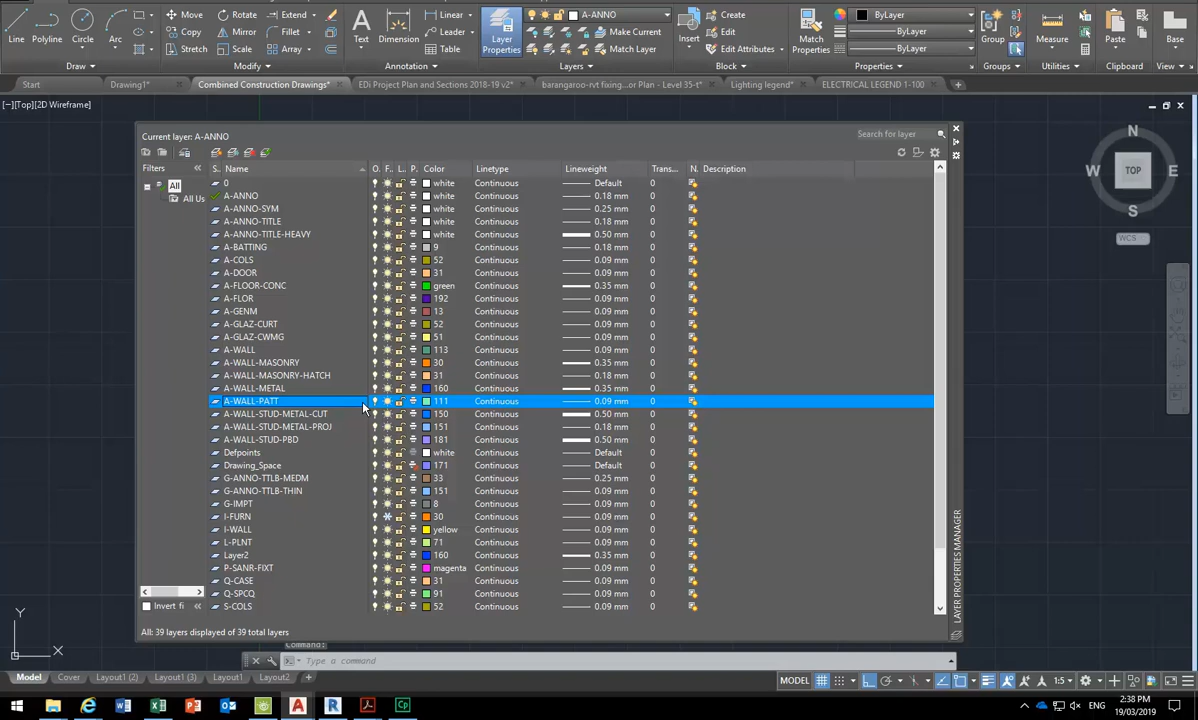 Line Polyline Circle Arc
Move Rotate Extend
Copy Mirror Fillet
Stretch Scale Array
Text Dimension
Linear
Leader
Table
Layer Properties
A-ANNO
Make Current
Match Layer
Insert
Create
Edit
Edit Attributes
Match Properties
ByLayer
ByLayer
ByLayer
Group Measure Paste Base
Draw Modify Annotation Layers Block Properties Groups Utilities Clipboard View
Start Drawing1* Combined Construction Drawings* EDi Project Plan and Sections 2018-19 v2* barangaroo-rvt fixing...or Plan - Level 35-t* Lighting legend* ELECTRICAL LEGEND 1-100
[−][Top][2D Wireframe]
N
W TOP E
S
WCS
Current layer: A-ANNO
Search for layer
Filters
All
All Us
S.. Name O. F.. L.. P. Color Linetype Lineweight Trans... N. Description
0 white Continuous Default 0
A-ANNO white Continuous 0.18 mm 0
A-ANNO-SYM white Continuous 0.25 mm 0
A-ANNO-TITLE white Continuous 0.18 mm 0
A-ANNO-TITLE-HEAVY white Continuous 0.50 mm 0
A-BATTING 9 Continuous 0.18 mm 0
A-COLS 52 Continuous 0.09 mm 0
A-DOOR 31 Continuous 0.09 mm 0
A-FLOOR-CONC green Continuous 0.35 mm 0
A-FLOR 192 Continuous 0.09 mm 0
A-GENM 13 Continuous 0.09 mm 0
A-GLAZ-CURT 52 Continuous 0.09 mm 0
A-GLAZ-CWMG 51 Continuous 0.09 mm 0
A-WALL 113 Continuous 0.09 mm 0
A-WALL-MASONRY 30 Continuous 0.35 mm 0
A-WALL-MASONRY-HATCH 31 Continuous 0.18 mm 0
A-WALL-METAL 160 Continuous 0.35 mm 0
A-WALL-PATT 111 Continuous 0.09 mm 0
A-WALL-STUD-METAL-CUT 150 Continuous 0.50 mm 0
A-WALL-STUD-METAL-PROJ 151 Continuous 0.18 mm 0
A-WALL-STUD-PBD 181 Continuous 0.50 mm 0
Defpoints white Continuous Default 0
Drawing_Space 171 Continuous Default 0
G-ANNO-TTLB-MEDM 33 Continuous 0.25 mm 0
G-ANNO-TTLB-THIN 151 Continuous 0.09 mm 0
G-IMPT 8 Continuous 0.09 mm 0
I-FURN 30 Continuous 0.09 mm 0
I-WALL yellow Continuous 0.09 mm 0
L-PLNT 71 Continuous 0.09 mm 0
Layer2 160 Continuous 0.35 mm 0
P-SANR-FIXT magenta Continuous 0.09 mm 0
Q-CASE 31 Continuous 0.09 mm 0
Q-SPCQ 91 Continuous 0.09 mm 0
S-COLS 52 Continuous 0.09 mm 0
Invert fi
All: 39 layers displayed of 39 total layers
LAYER PROPERTIES MANAGER
Y
X
Command:
Type a command
Model Cover Layout1 (2) Layout1 (3) Layout1 Layout2
MODEL 1:5
ENG
2:38 PM
19/03/2019